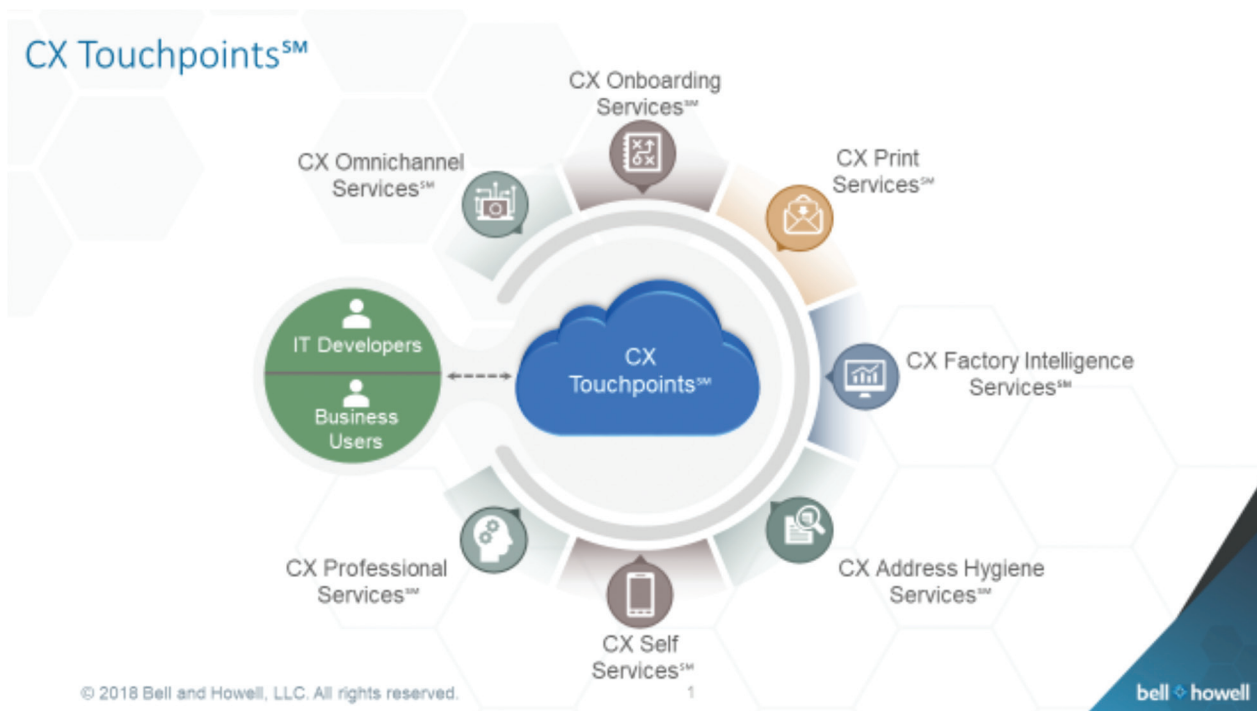 CX Touchpoints℠
CX Onboarding
Services℠
CX Omnichannel
Services℠
CX Print
Services℠
IT Developers
Business
Users
CX
Touchpoints℠
CX Factory Intelligence
Services℠
CX Professional
Services℠
CX Address Hygiene
Services℠
CX Self
Services℠
© 2018 Bell and Howell, LLC. All rights reserved.
1
bell howell